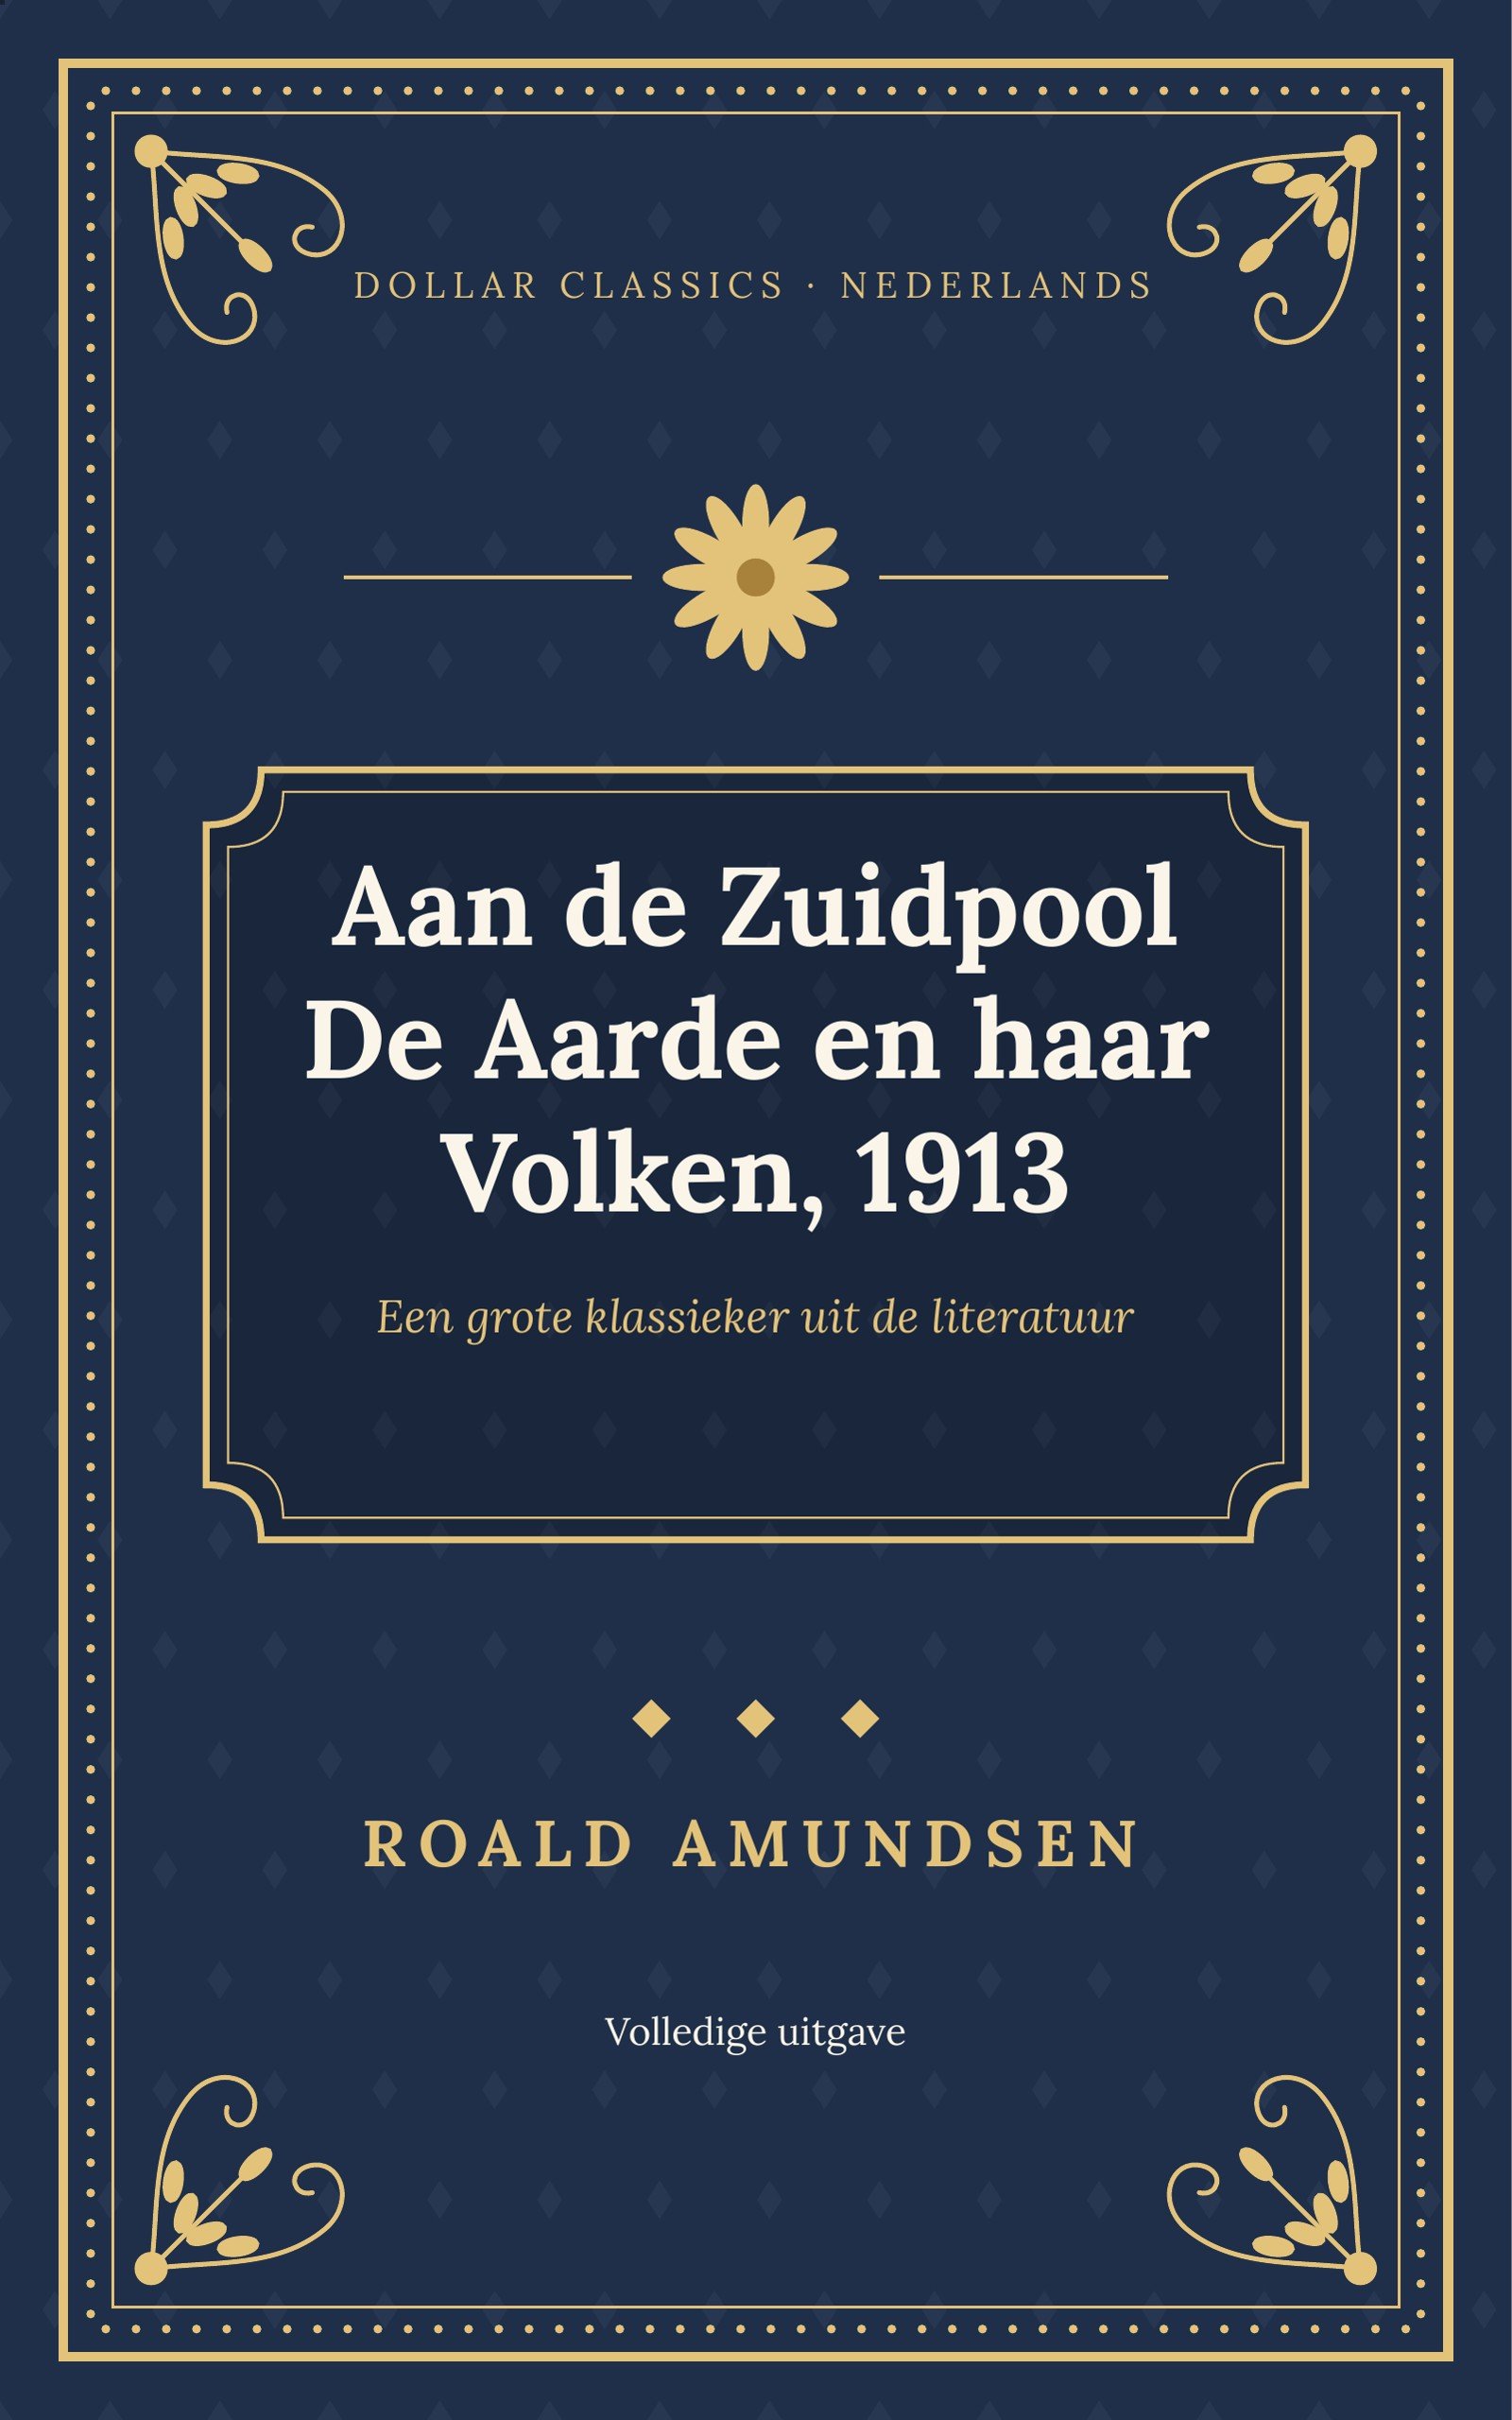 DOLLAR CLASSICS · NEDERLANDS
Aan de Zuidpool
De Aarde en haar
Volken, 1913
Een grote klassieker uit de literatuur
ROALD AMUNDSEN
Volledige uitgave